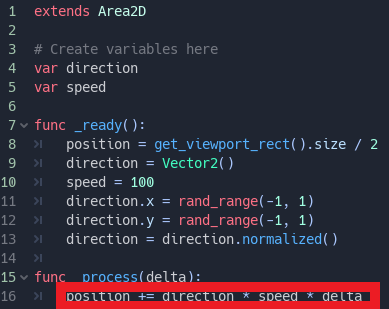 1 extends Area2D
2
3 # Create variables here
4 var direction
5 var speed
6
7 func _ready():
8 position = get_viewport_rect().size / 2
9 direction = Vector2()
10 speed = 100
11 direction.x = rand_range(-1, 1)
12 direction.y = rand_range(-1, 1)
13 direction = direction.normalized()
14
15 func _process(delta):
16 position += direction * speed * delta